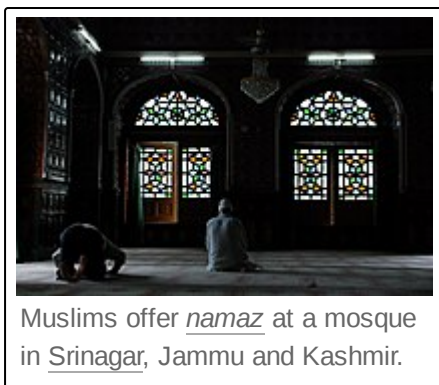 Muslims offer namaz at a mosque
in Srinagar, Jammu and Kashmir.